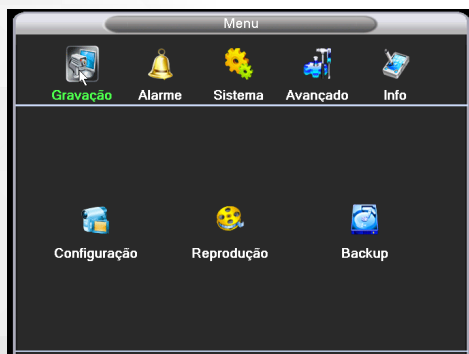 Menu
Gravação Alarme Sistema Avançado Info
Configuração Reprodução Backup